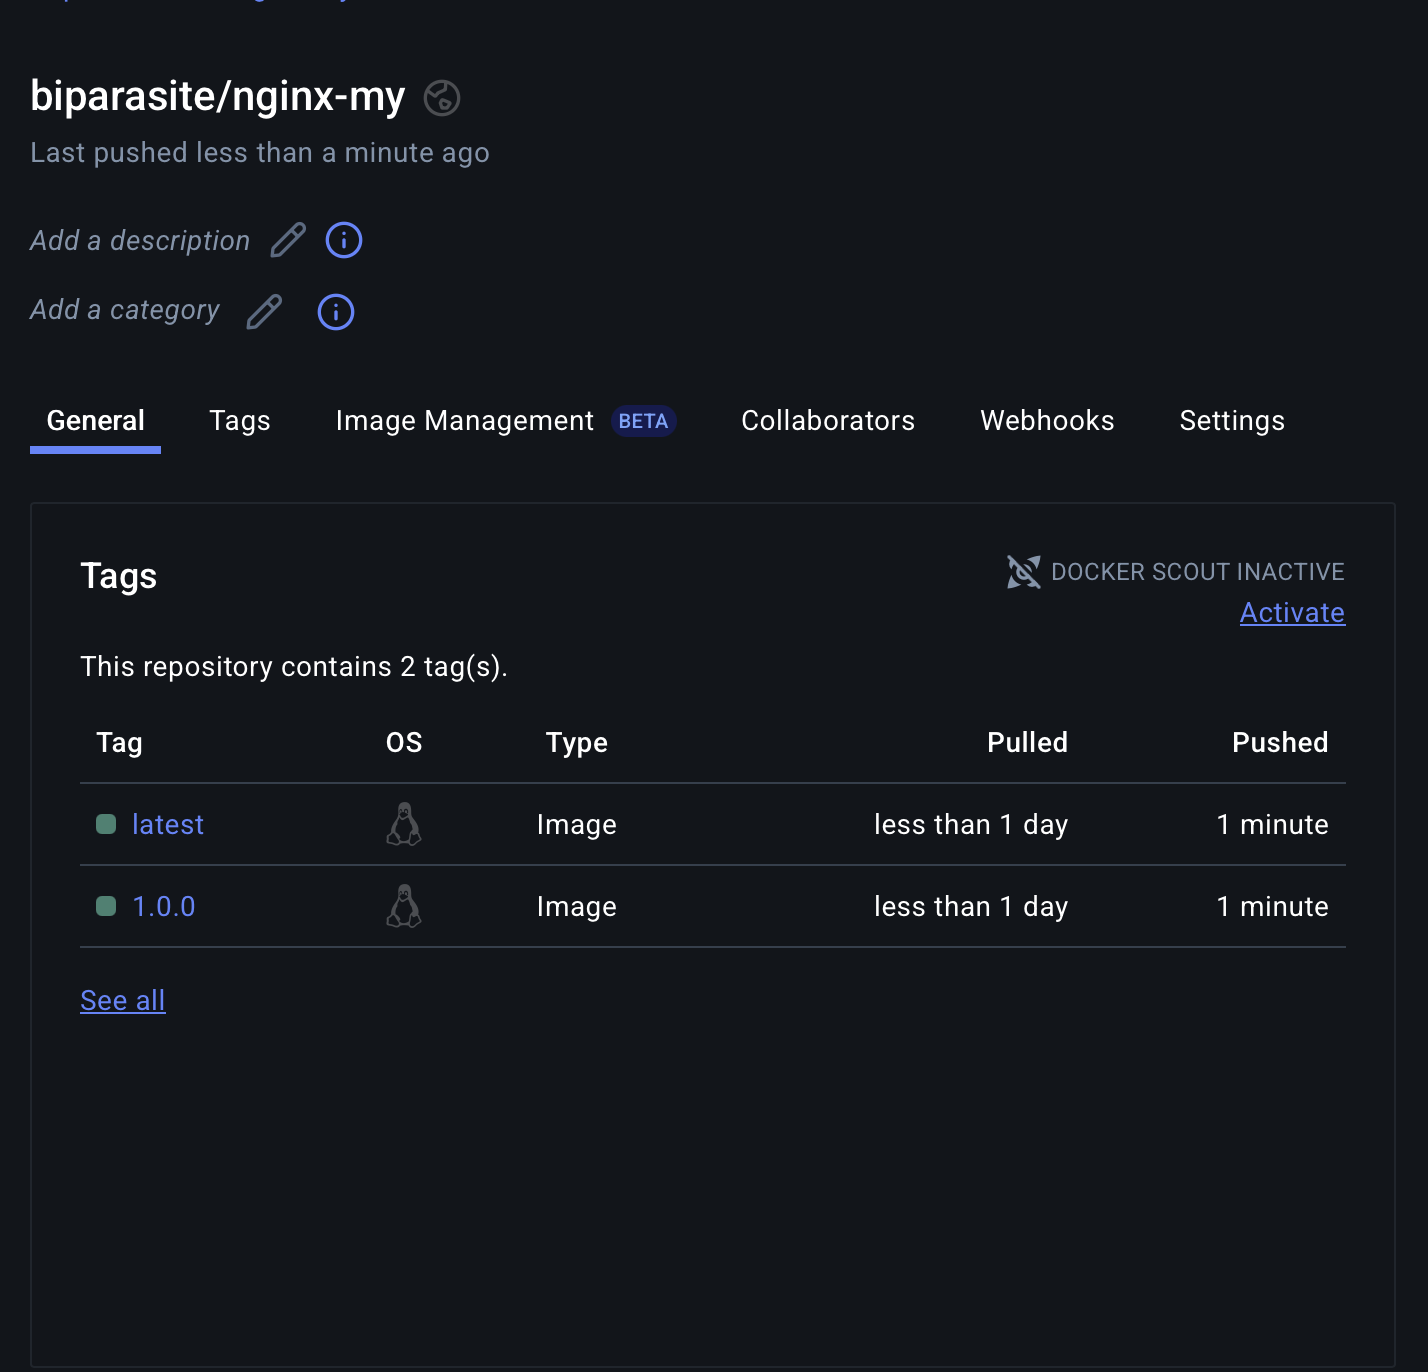 biparasite/nginx-my
Last pushed less than a minute ago
Add a description
Add a category
General Tags Image Management BETA Collaborators Webhooks Settings
Tags
DOCKER SCOUT INACTIVE
Activate
This repository contains 2 tag(s).
Tag OS Type Pulled Pushed
latest Image less than 1 day 1 minute
1.0.0 Image less than 1 day 1 minute
See all